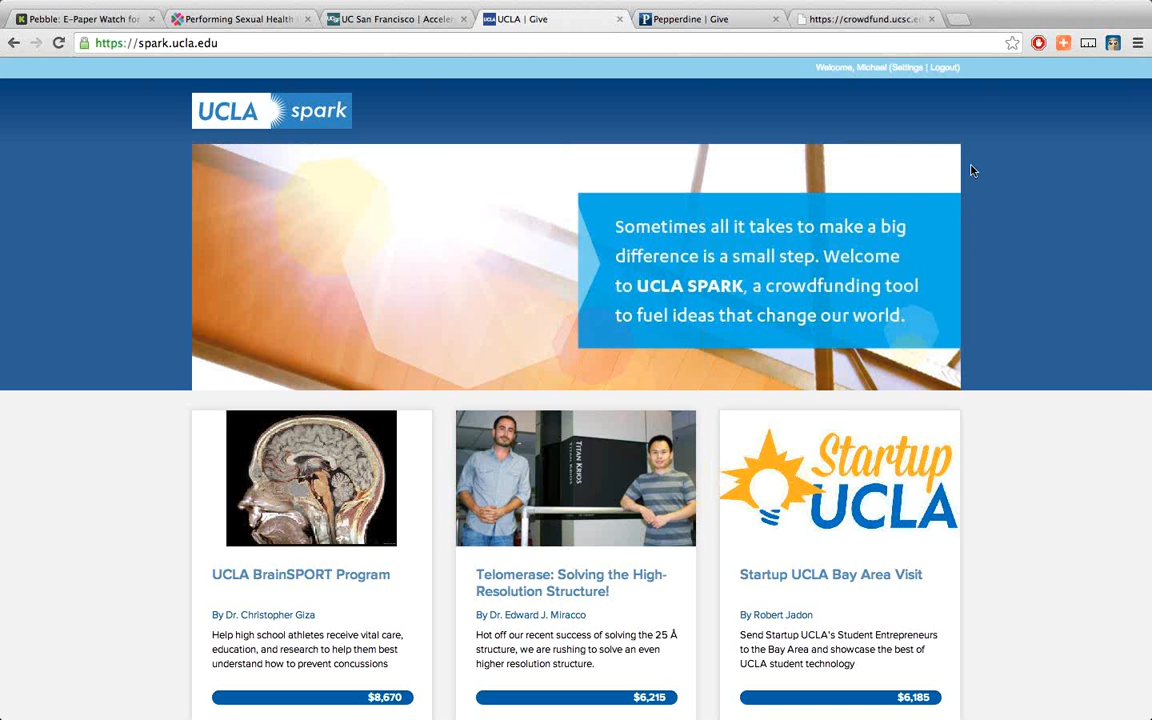 Pebble: E-Paper Watch for
Performing Sexual Health
UC San Francisco | Acceler
UCLA | Give
Pepperdine | Give
https://crowdfund.ucsc.e
https://spark.ucla.edu
Welcome, Michael (Settings | Logout)
UCLA spark
Sometimes all it takes to make a big
difference is a small step. Welcome
to UCLA SPARK, a crowdfunding tool
to fuel ideas that change our world.
TITAN KRIOS
Startup
UCLA
UCLA BrainSPORT Program
By Dr. Christopher Giza
Help high school athletes receive vital care,
education, and research to help them best
understand how to prevent concussions
$8,670
Telomerase: Solving the High-
Resolution Structure!
By Dr. Edward J. Miracco
Hot off our recent success of solving the 25 Å
structure, we are rushing to solve an even
higher resolution structure.
$6,215
Startup UCLA Bay Area Visit
By Robert Jadon
Send Startup UCLA's Student Entrepreneurs
to the Bay Area and showcase the best of
UCLA student technology
$6,185